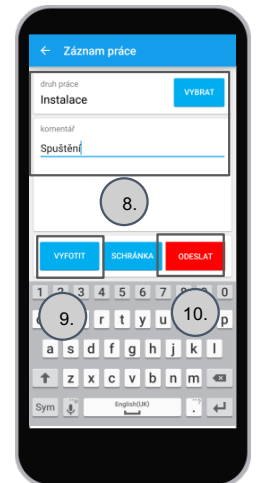 ← Záznam práce
druh práce
Instalace
VYBRAT
komentář
Spuštění
8.
VYFOTIT SCHRÁNKA ODESLAT
1 2 3 4 5 6 7 8 9 0
r t y u p
9.
10.
a s d f g h j k l
z x c v b n m
Sym English(UK) .